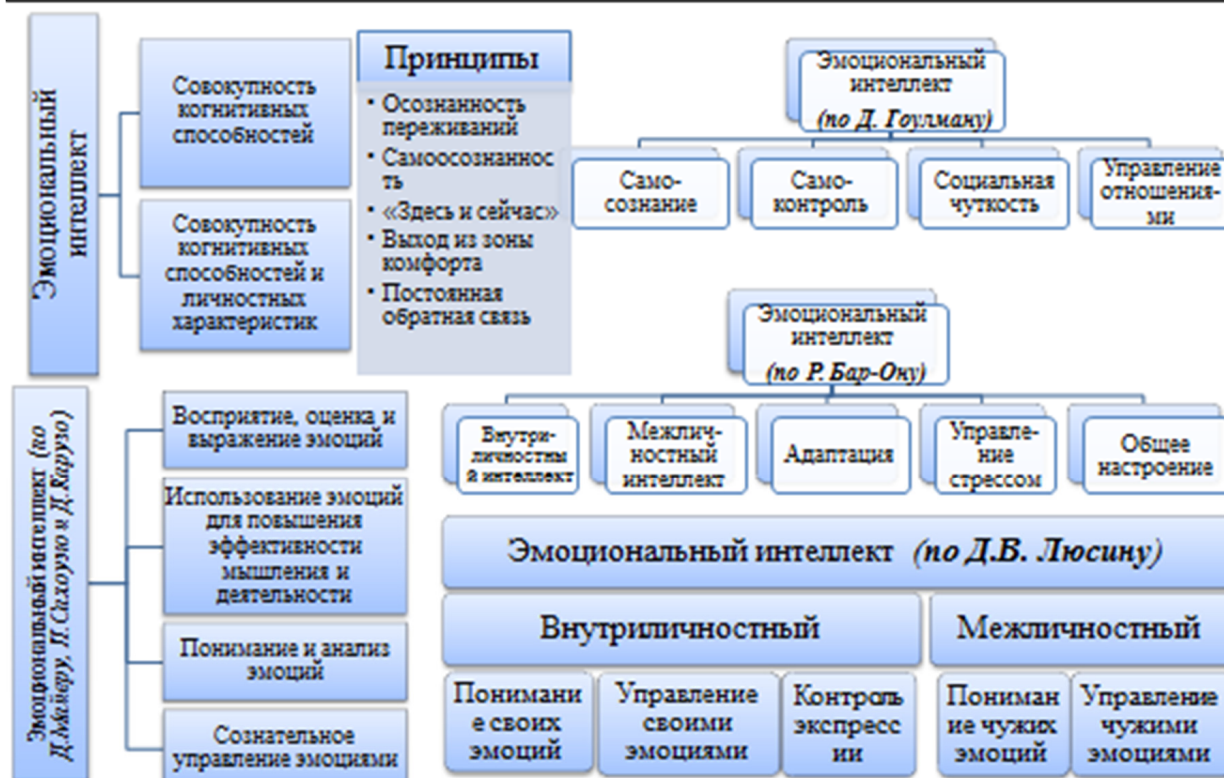 Эмоциональный
интеллект
Совокупность
когнитивных
способностей
Совокупность
когнитивных
способностей и
личностных
характеристик
Принципы
• Осознанность
переживаний
• Самоосознаннос
ть
• «Здесь и сейчас»
• Выход из зоны
комфорта
• Постоянная
обратная связь
Эмоциональный
интеллект
(по Д. Гоулману)
Само-
сознание
Само-
контроль
Социальная
чуткость
Управление
отношения-
ми
Эмоциональный
интеллект
(по Р. Бар-Ону)
Внутри-
личностны
й интеллект
Межлич-
ностный
интеллект
Адаптация
Управле-
ние
стрессом
Общее
настроение
Эмоциональный интеллект (по
Д.Майеру, П.Сэловею и Д.Карузо)
Восприятие, оценка и
выражение эмоций
Использование эмоций
для повышения
эффективности
мышления и
деятельности
Понимание и анализ
эмоций
Сознательное
управление эмоциями
Эмоциональный интеллект (по Д.В. Люсину)
Внутриличностный
Межличностный
Понимани
е своих
эмоций
Управление
своими
эмоциями
Контроль
экспресс
ии
Пониман
ие чужих
эмоций
Управление
чужими
эмоциями